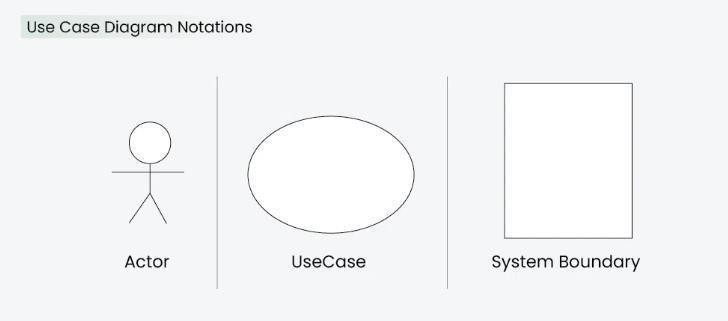 Use Case Diagram Notations
Actor
UseCase
System Boundary